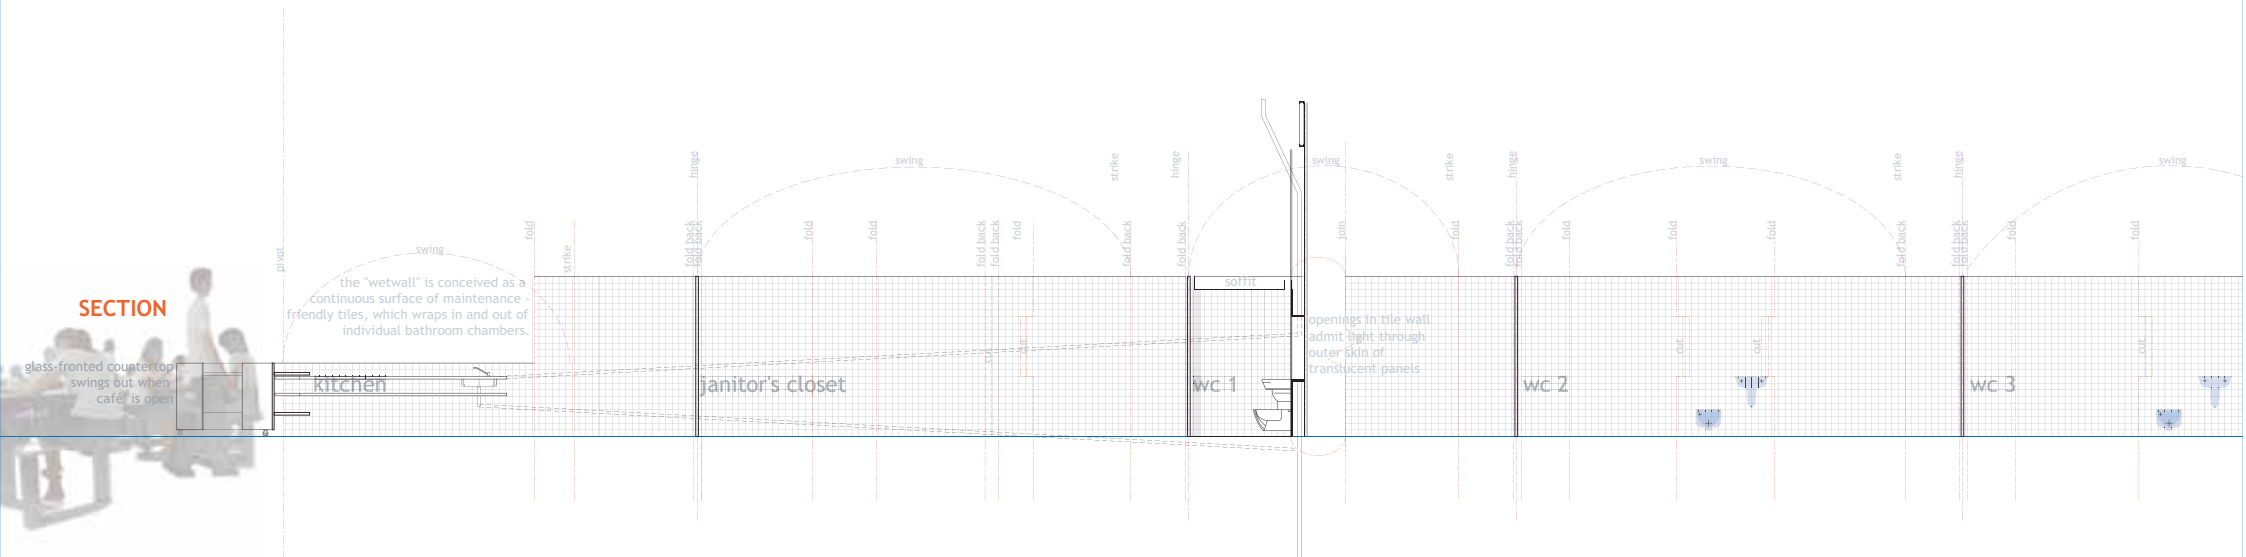 swing
strike
hinge
swing
strike
hinge
swing
strike
hinge
swing
strike
hinge
swing
pivot
fold
fold back
fold back
fold
fold
fold back
fold back
fold
fold back
fold back
join
fold
fold back
fold back
fold
fold
fold
fold back
fold back
fold back
fold
fold
SECTION
the "wetwall" is conceived as a
continuous surface of maintenance -
friendly tiles, which wraps in and out of
individual bathroom chambers.
soffit
openings in tile wall
admit light through
outer skin of
translucent panels
glass-fronted countertop
swings out when
café is open
cut
cut
cut
cut
cut
kitchen
janitor's closet
wc 1
wc 2
wc 3